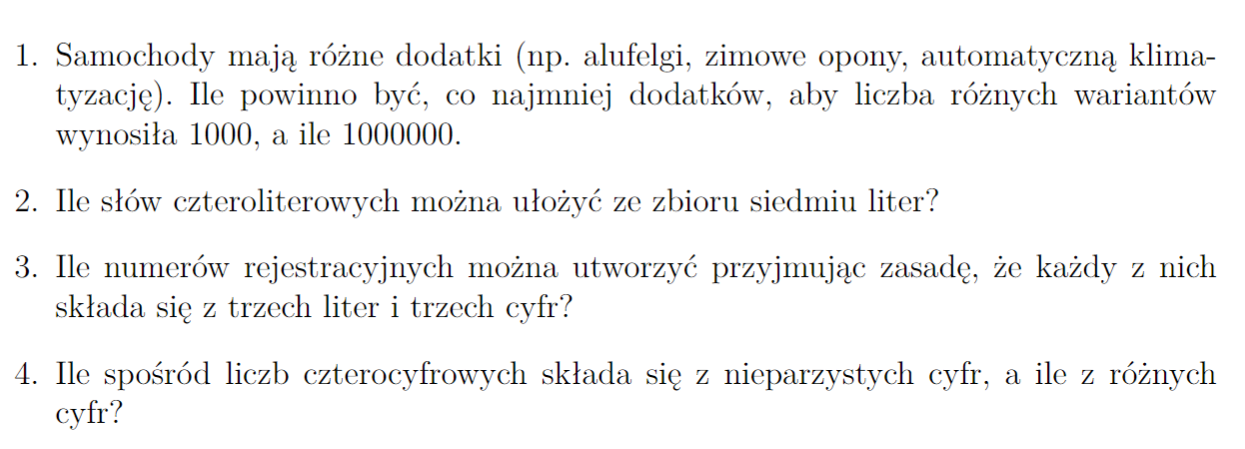 1. Samochody mają różne dodatki (np. alufelgi, zimowe opony, automatyczną klima-
tyzację). Ile powinno być, co najmniej dodatków, aby liczba różnych wariantów
wynosiła 1000, a ile 1000000.
2. Ile słów czteroliterowych można ułożyć ze zbioru siedmiu liter?
3. Ile numerów rejestracyjnych można utworzyć przyjmując zasadę, że każdy z nich
składa się z trzech liter i trzech cyfr?
4. Ile spośród liczb czterocyfrowych składa się z nieparzystych cyfr, a ile z różnych
cyfr?